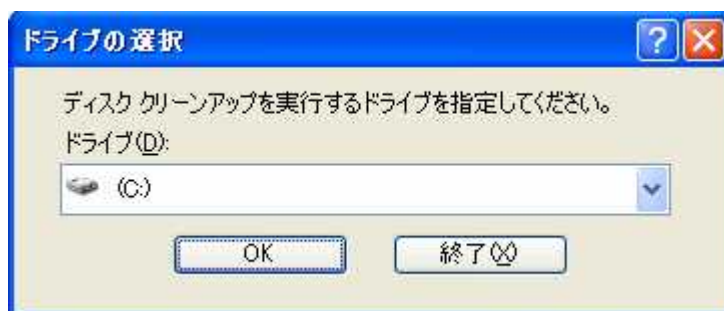 ドライブの選択
ディスク クリーンアップを実行するドライブを指定してください。
ドライブ(D):
(C:)
OK 終了(X)